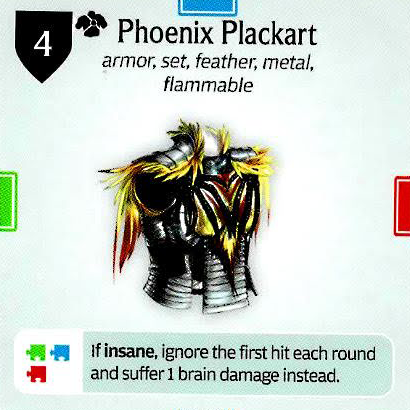 4
Phoenix Plackart
armor, set, feather, metal,
flammable
If insane, ignore the first hit each round
and suffer 1 brain damage instead.